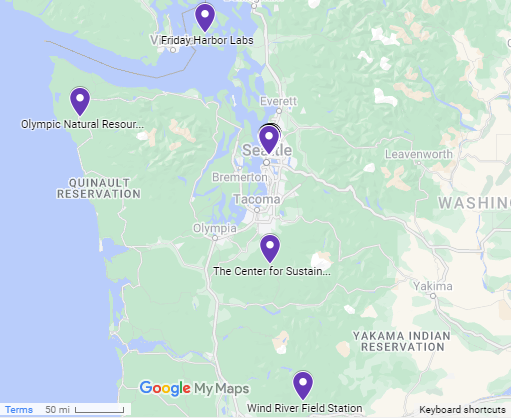 Friday Harbor Labs
Everett
Olympic Natural Resour...
Seattle
Leavenworth
Bremerton
QUINAULT
RESERVATION
Tacoma
WASHING
Olympia
The Center for Sustain...
Yakima
YAKAMA INDIAN
RESERVATION
Google My Maps
Wind River Field Station
Terms
50 mi
Keyboard shortcuts